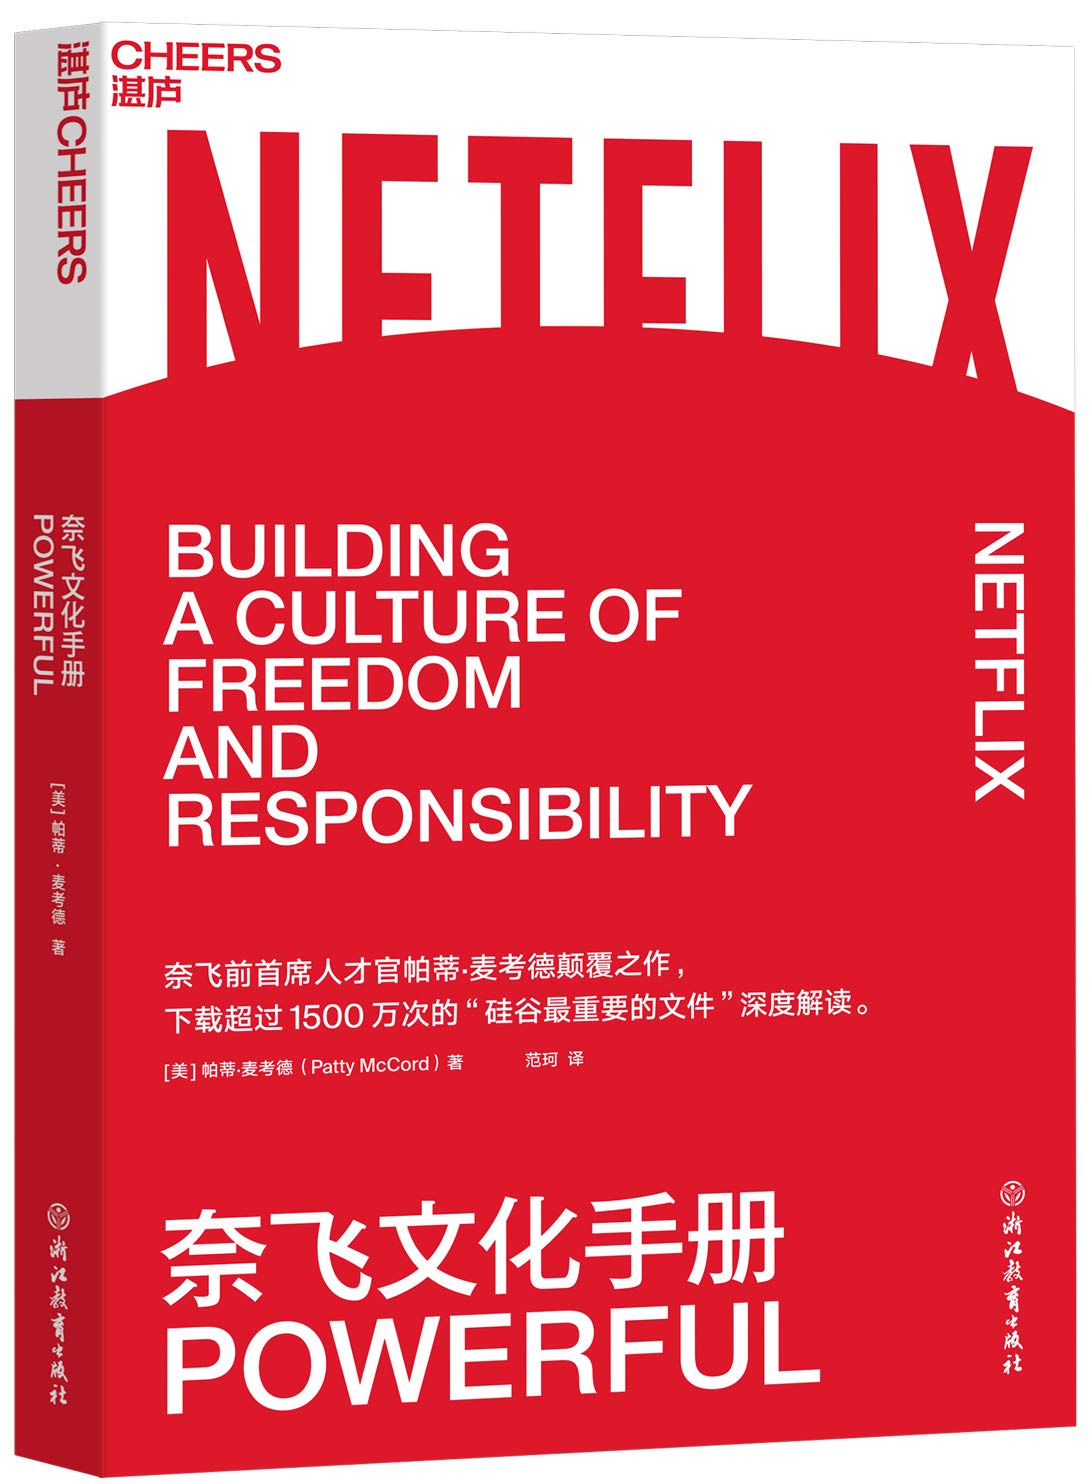 CHEERS
湛庐
NETFLIX
BUILDING
A CULTURE OF
FREEDOM
AND
RESPONSIBILITY
NETFLIX
奈飞前首席人才官帕蒂·麦考德颠覆之作，
下载超过1500万次的“硅谷最重要的文件”深度解读。
[美] 帕蒂·麦考德（Patty McCord）著 范珂 译
奈飞文化手册
POWERFUL
浙江教育出版社
湛庐CHEERS
奈飞文化手册
POWERFUL
[美] 帕蒂·麦考德 著
浙江教育出版社